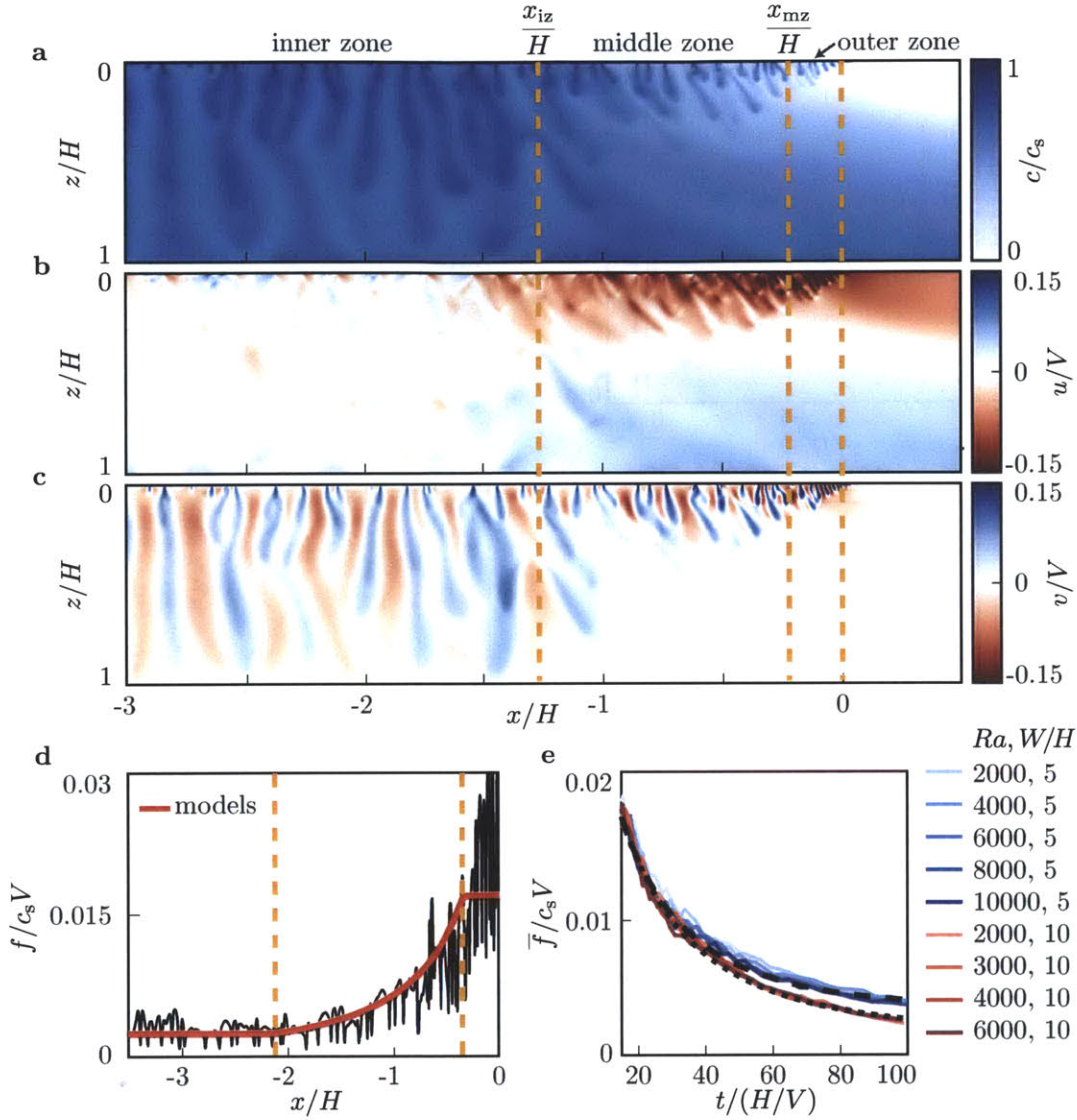 x_iz/H x_mz/H
a inner zone middle zone outer zone
0
z/H
1
1
c/c_s
0
b
0
z/H
1
0.15
0
u/V
-0.15
c
0
z/H
1
0.15
0
v/V
-0.15
-3 -2 -1 0
x/H
d
0.03
models
0.015
f/c_sV
0
-3 -2 -1 0
x/H
e
0.02
0.01
f̅/c_sV
0
20 40 60 80 100
t/(H/V)
Ra, W/H
2000, 5
4000, 5
6000, 5
8000, 5
10000, 5
2000, 10
3000, 10
4000, 10
6000, 10